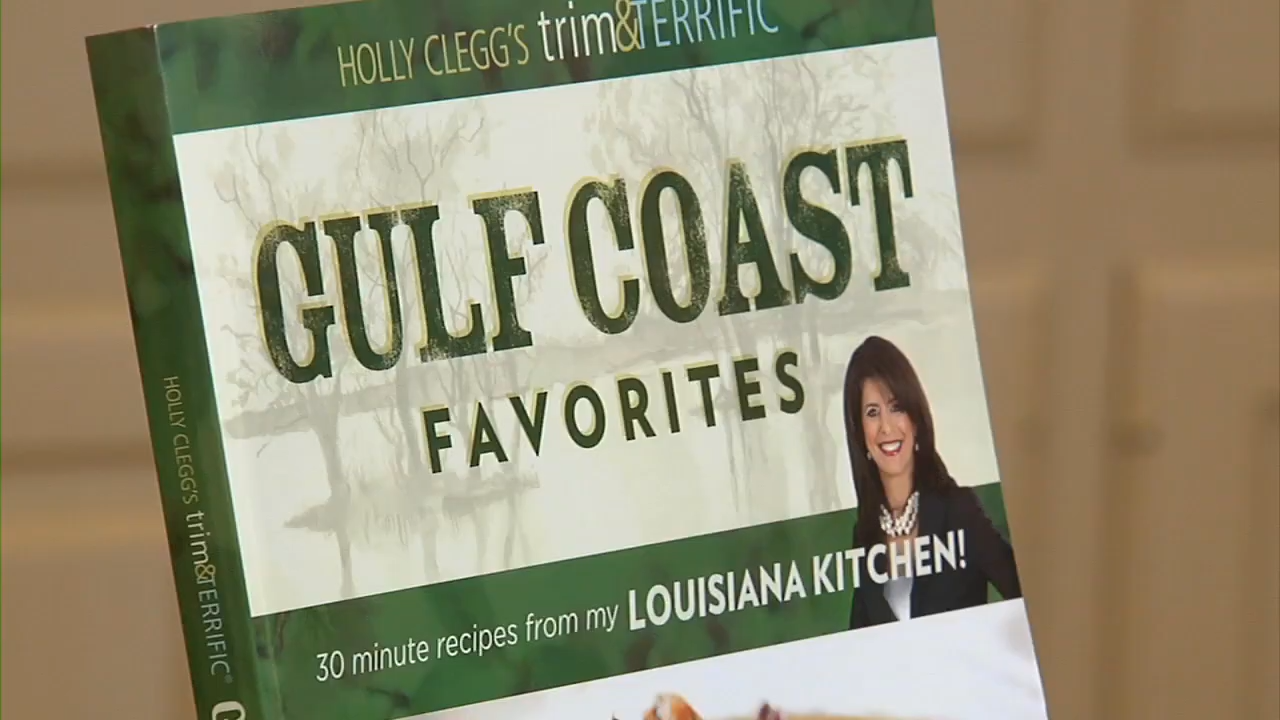 HOLLY CLEGG'S trim&TERRIFIC
GULF COAST
FAVORITES
30 minute recipes from my LOUISIANA KITCHEN!
HOLLY CLEGG'S trim&TERRIFIC®